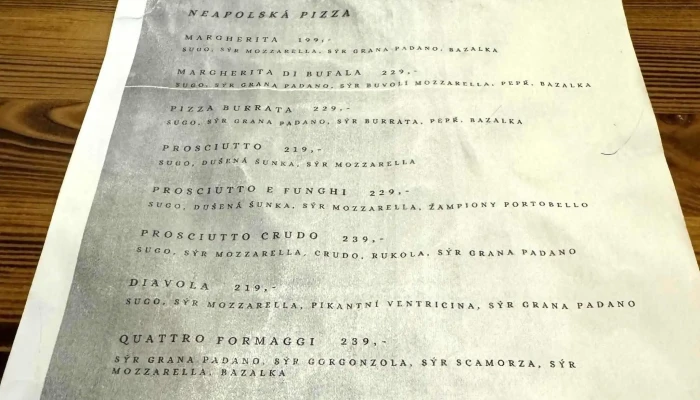 NEAPOLSKÁ PIZZA
MARGHERITA 199,-
SUGO, SÝR MOZZARELLA, SÝR GRANA PADANO, BAZALKA
MARGHERITA DI BUFALA 229,-
SUGO, SÝR GRANA PADANO, SÝR BUVOLÍ MOZZARELLA, PEPŘ, BAZALKA
PIZZA BURRATA 229,-
SUGO, SÝR GRANA PADANO, SÝR BURRATA, PEPŘ, BAZALKA
PROSCIUTTO 219,-
SUGO, DUŠENÁ ŠUNKA, SÝR MOZZARELLA
PROSCIUTTO E FUNGHI 229,-
SUGO, DUŠENÁ ŠUNKA, SÝR MOZZARELLA, ŽAMPIONY PORTOBELLO
PROSCIUTTO CRUDO 239,-
SUGO, SÝR MOZZARELLA, CRUDO, RUKOLA, SÝR GRANA PADANO
DIAVOLA 219,-
SUGO, SÝR MOZZARELLA, PIKANTNÍ VENTRICINA, SÝR GRANA PADANO
QUATTRO FORMAGGI 239,-
SÝR GRANA PADANO, SÝR GORGONZOLA, SÝR SCAMORZA, SÝR
MOZZARELLA, BAZALKA